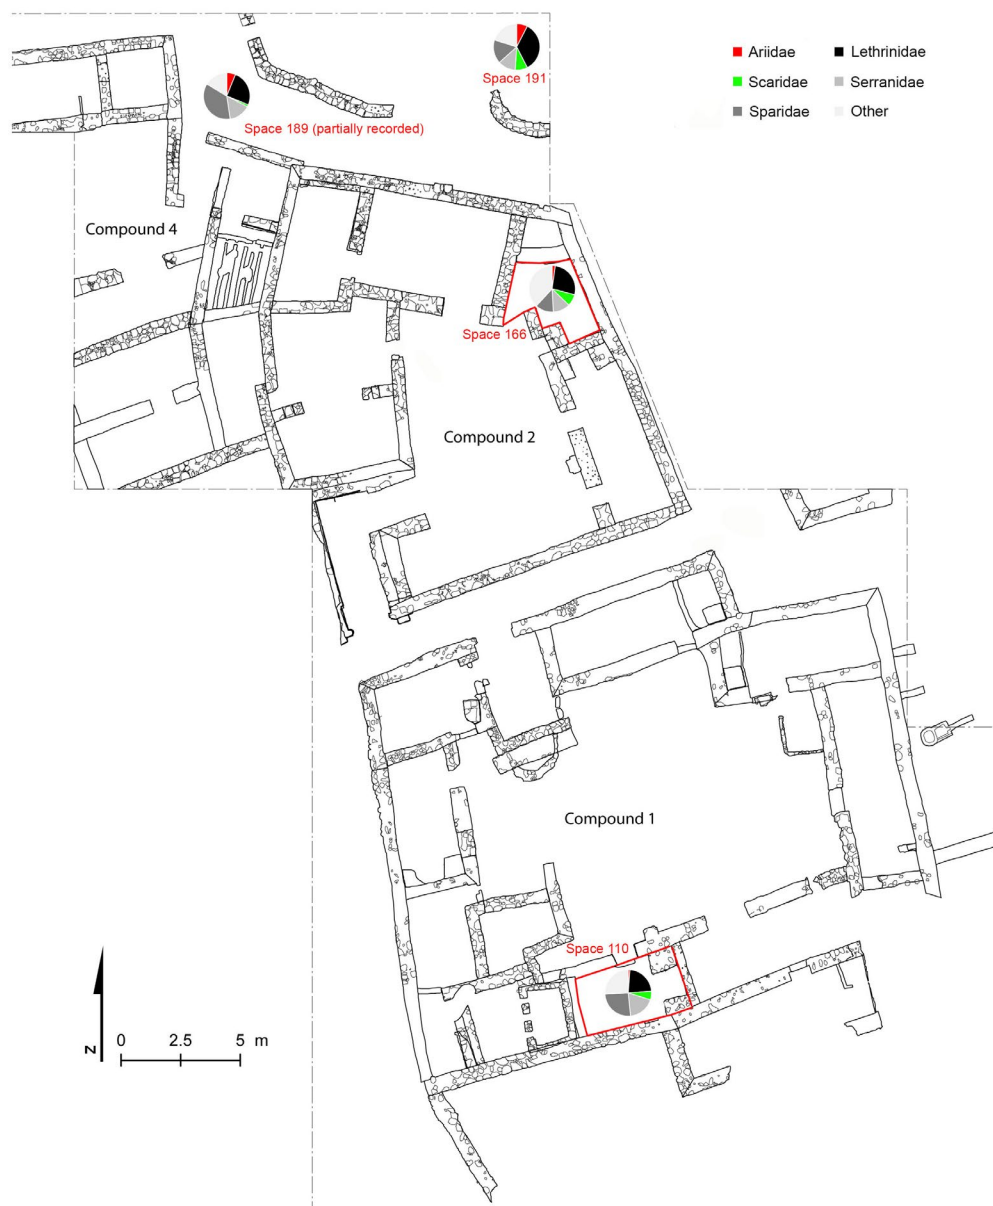 Space 191
Ariidae
Lethrinidae
Scaridae
Serranidae
Sparidae
Other
Space 189 (partially recorded)
Compound 4
Space 166
Compound 2
Compound 1
Space 110
N
0 2.5 5 m